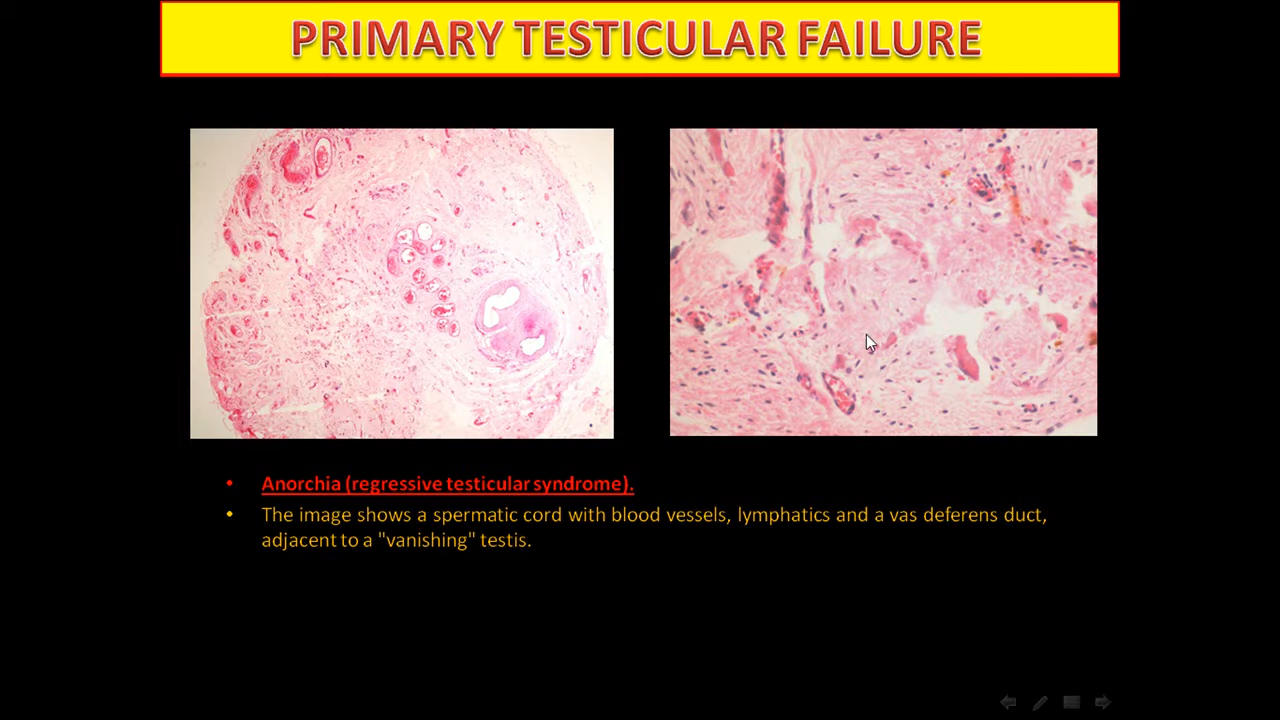 PRIMARY TESTICULAR FAILURE
• Anorchia (regressive testicular syndrome).
• The image shows a spermatic cord with blood vessels, lymphatics and a vas deferens duct,
adjacent to a "vanishing" testis.